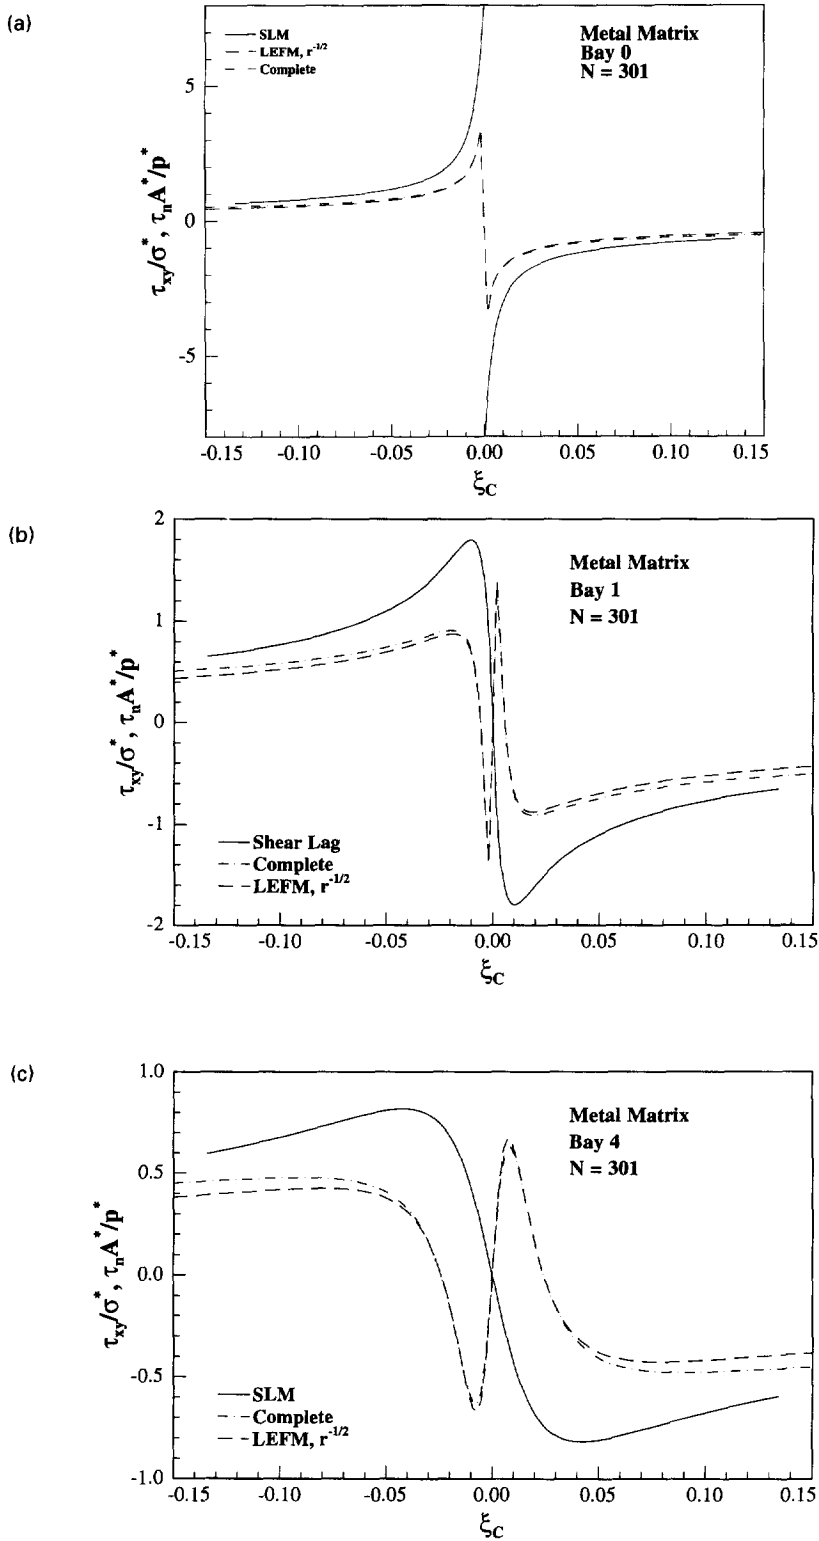 (a)
SLM
LEFM, r^-1/2
Complete
Metal Matrix
Bay 0
N = 301
5
0
-5
τxy/σ*, τnA*/p*
-0.15 -0.10 -0.05 0.00 0.05 0.10 0.15
ξC
(b)
2
1
0
-1
-2
τxy/σ*, τnA*/p*
Metal Matrix
Bay 1
N = 301
Shear Lag
Complete
LEFM, r^-1/2
-0.15 -0.10 -0.05 0.00 0.05 0.10 0.15
ξC
(c)
1.0
0.5
0.0
-0.5
-1.0
τxy/σ*, τnA*/p*
Metal Matrix
Bay 4
N = 301
SLM
Complete
LEFM, r^-1/2
-0.15 -0.10 -0.05 0.00 0.05 0.10 0.15
ξC